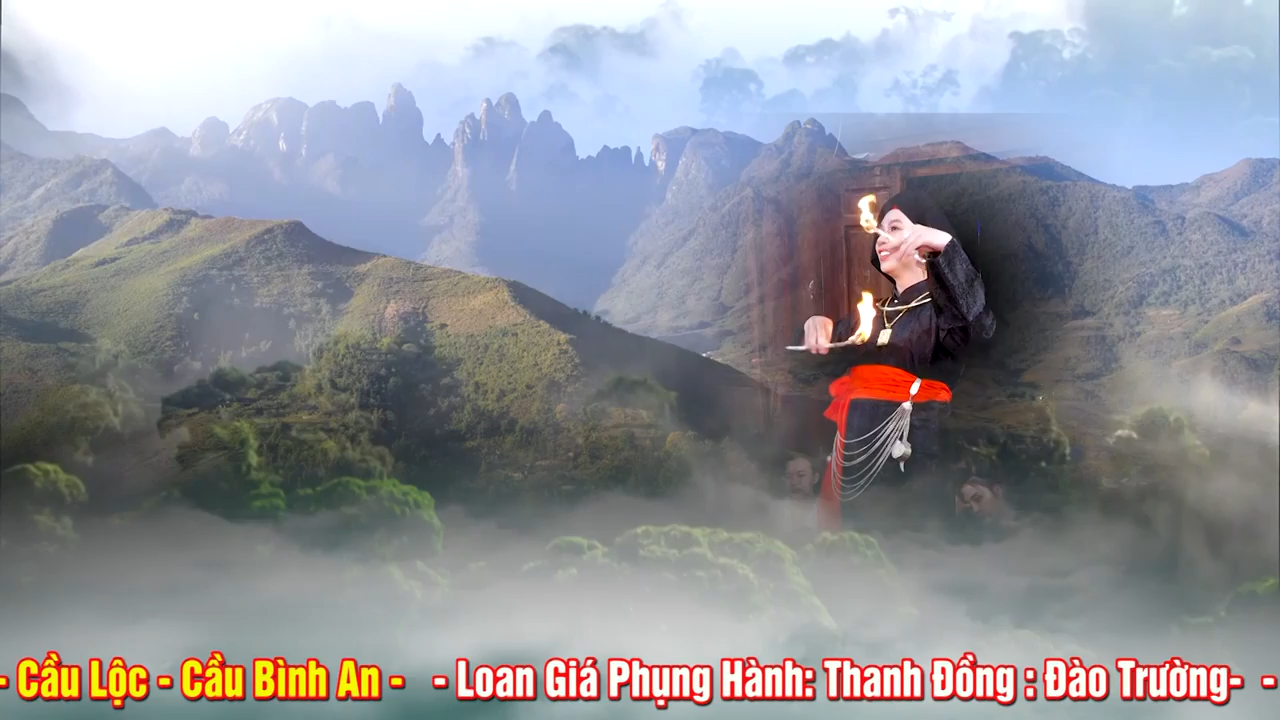 - Cầu Lộc - Cầu Bình An - - Loan Giá Phụng Hành: Thanh Đồng : Đào Trường- -